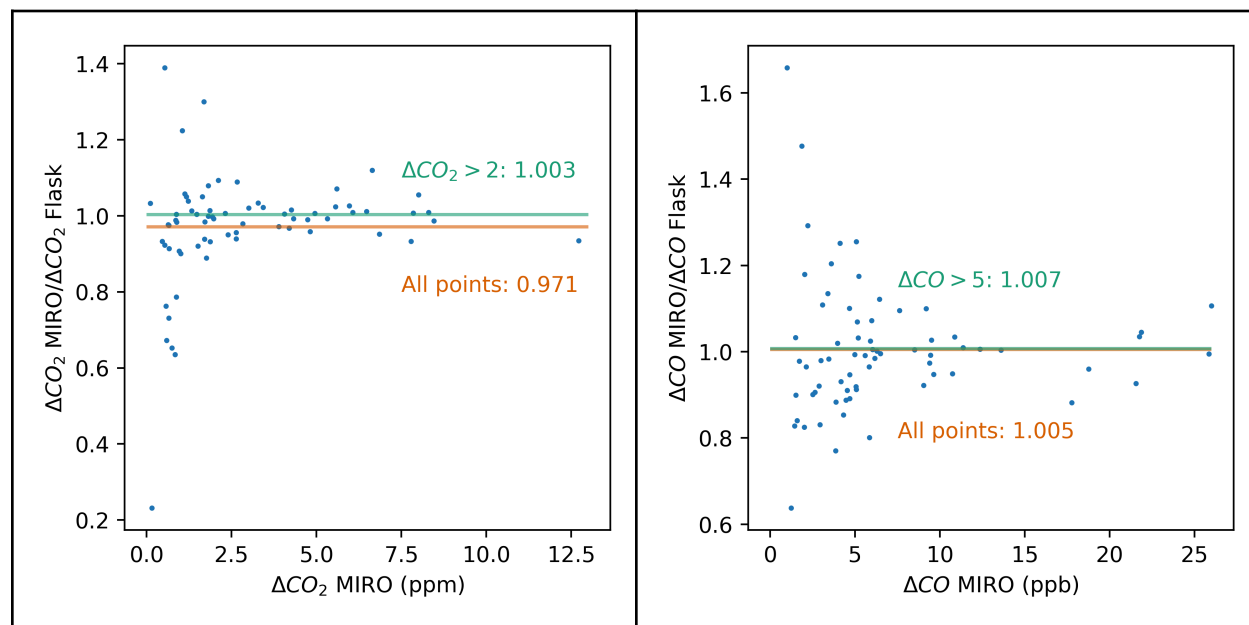 1.4
1.2
1.0
0.8
0.6
0.4
0.2
ΔCO₂ MIRO/ΔCO₂ Flask
ΔCO₂ > 2: 1.003
All points: 0.971
0.0 2.5 5.0 7.5 10.0 12.5
ΔCO₂ MIRO (ppm)
1.6
1.4
1.2
1.0
0.8
0.6
ΔCO MIRO/ΔCO Flask
ΔCO > 5: 1.007
All points: 1.005
0 5 10 15 20 25
ΔCO MIRO (ppb)